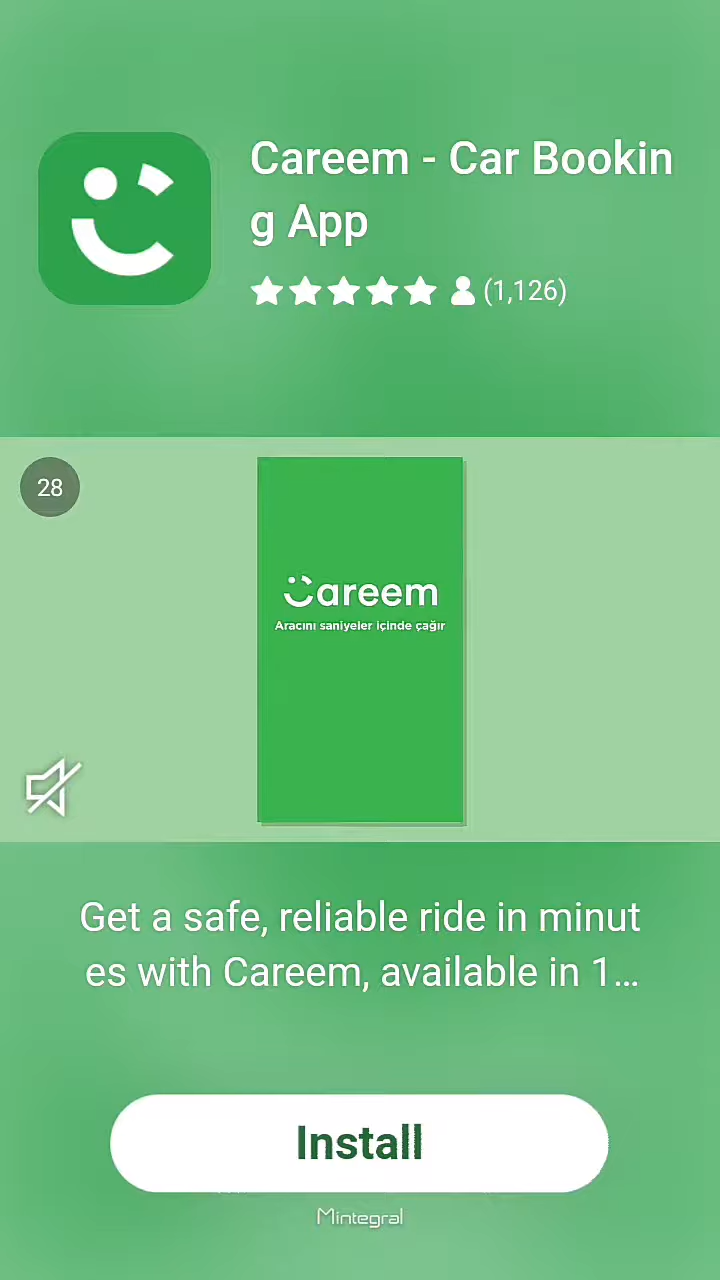 Careem - Car Bookin
g App
(1,126)
28
Careem
Aracını saniyeler içinde çağır
Get a safe, reliable ride in minut
es with Careem, available in 1...
Install
Mintegral